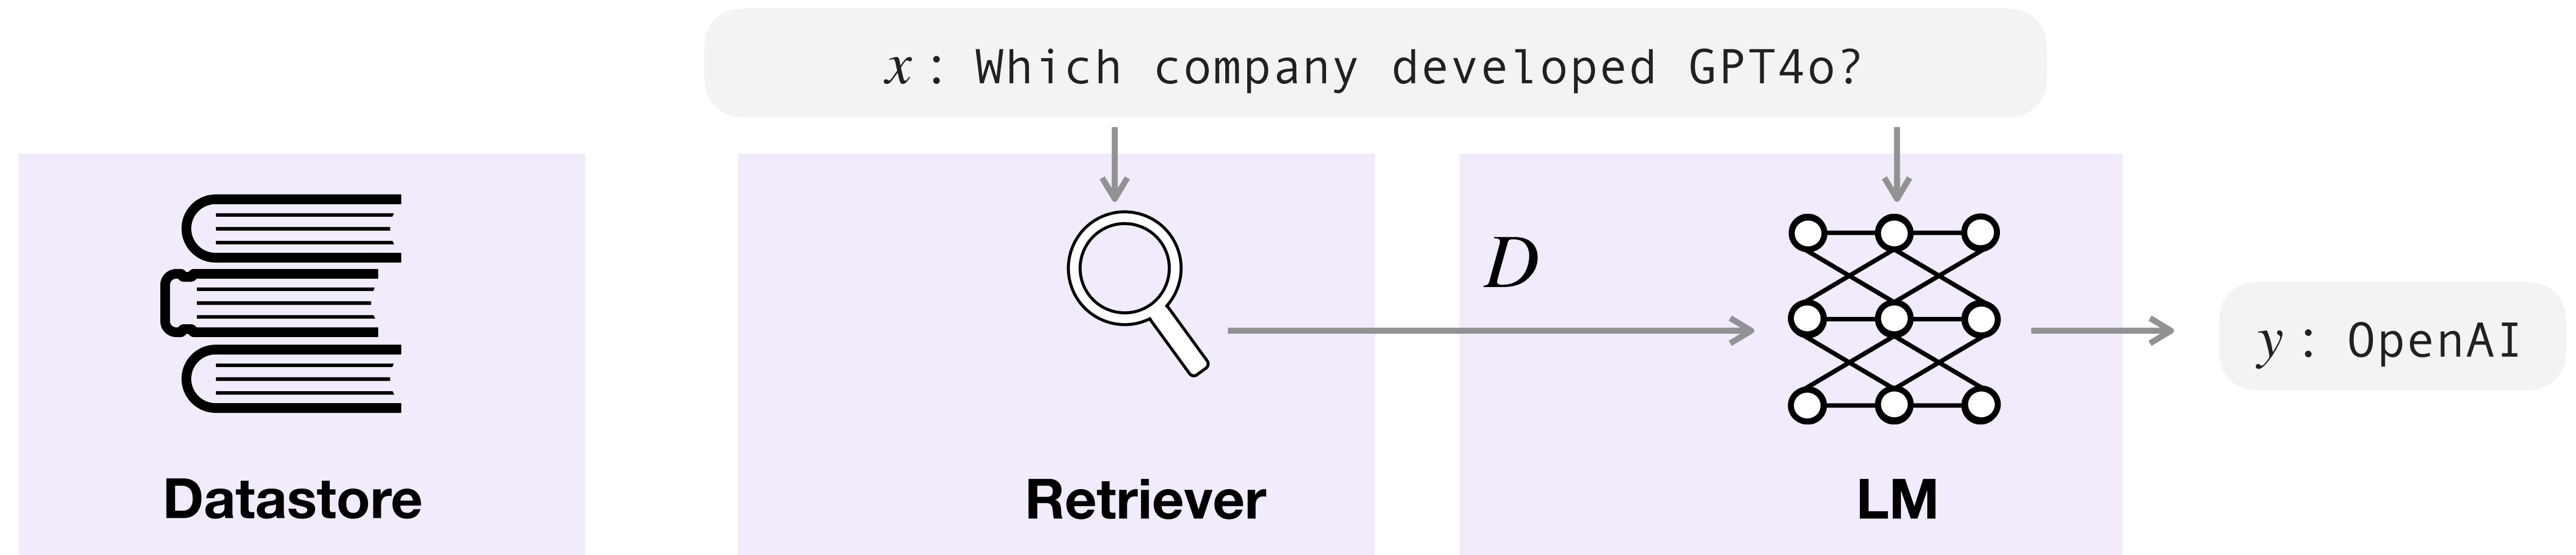 x : Which company developed GPT4o?
D
y : OpenAI
Datastore
Retriever
LM